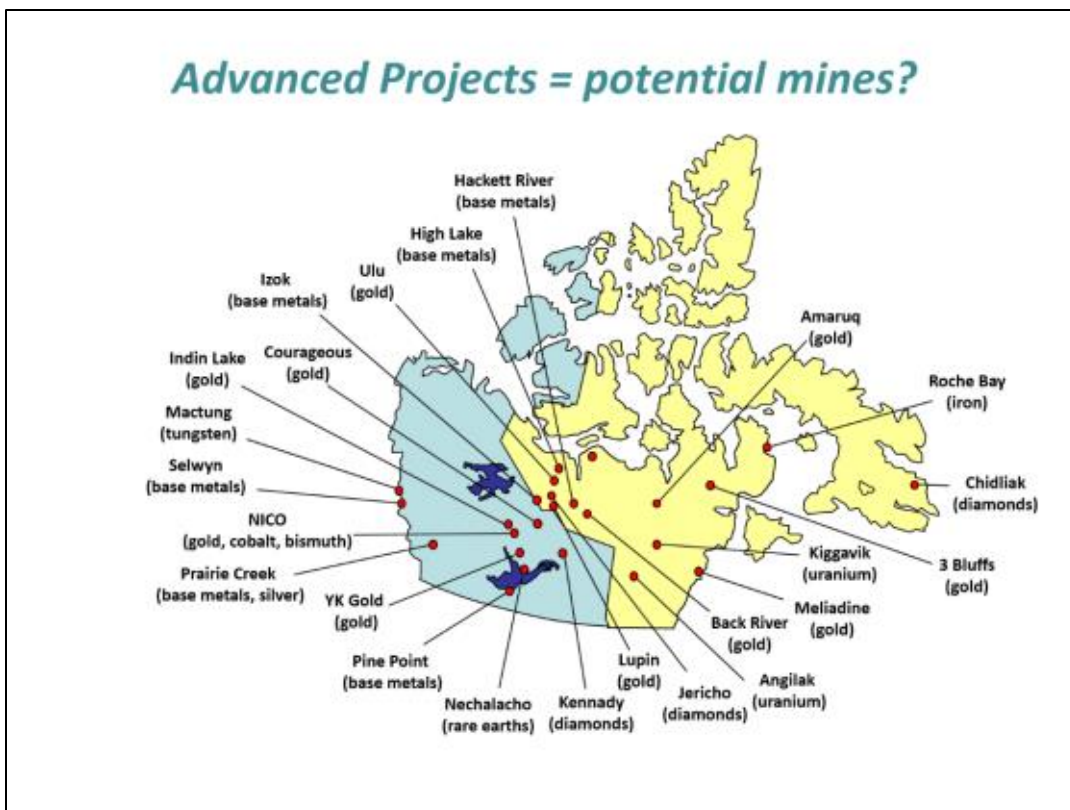 Advanced Projects = potential mines?
Hackett River
(base metals)
High Lake
(base metals)
Ulu
(gold)
Izok
(base metals)
Courageous
(gold)
Indin Lake
(gold)
Mactung
(tungsten)
Selwyn
(base metals)
NICO
(gold, cobalt, bismuth)
Prairie Creek
(base metals, silver)
YK Gold
(gold)
Pine Point
(base metals)
Nechalacho
(rare earths)
Kennady
(diamonds)
Lupin
(gold)
Jericho
(diamonds)
Back River
(gold)
Angilak
(uranium)
Meliadine
(gold)
Kiggavik
(uranium)
3 Bluffs
(gold)
Chidliak
(diamonds)
Roche Bay
(iron)
Amaruq
(gold)